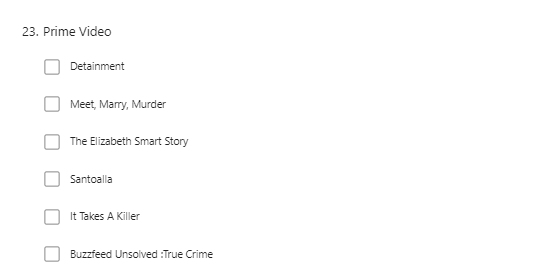 23. Prime Video
Detainment
Meet, Marry, Murder
The Elizabeth Smart Story
Santoalla
It Takes A Killer
Buzzfeed Unsolved :True Crime